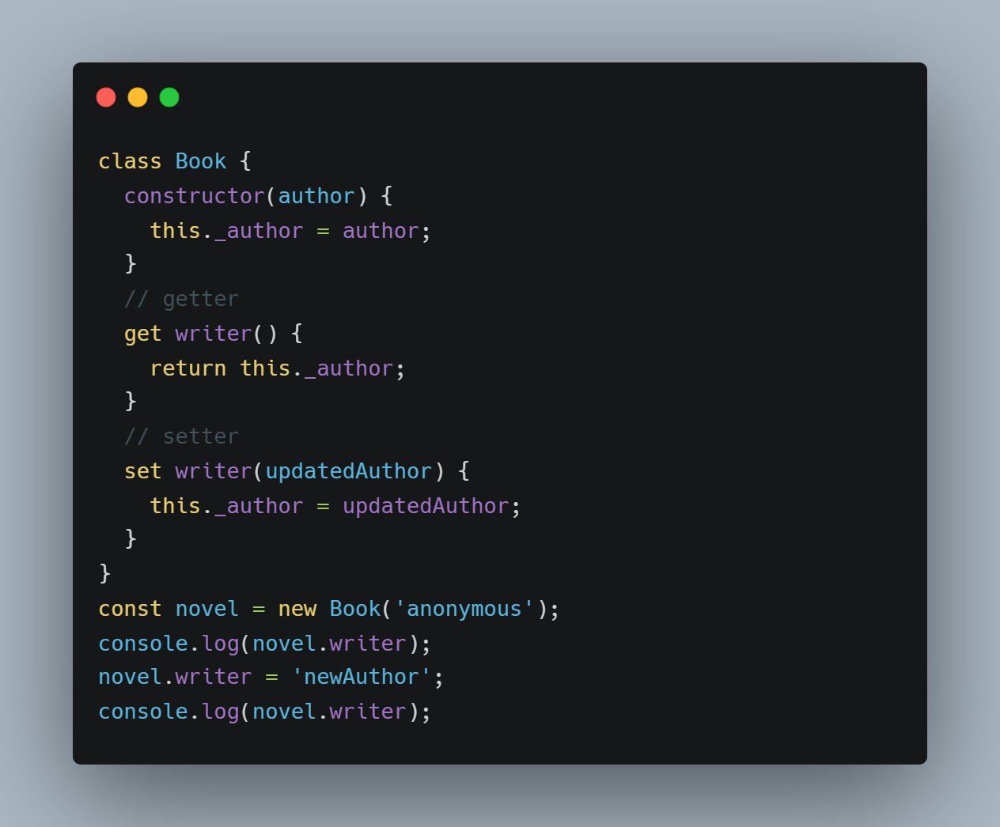 class Book {
  constructor(author) {
    this._author = author;
  }
  // getter
  get writer() {
    return this._author;
  }
  // setter
  set writer(updatedAuthor) {
    this._author = updatedAuthor;
  }
}
const novel = new Book('anonymous');
console.log(novel.writer);
novel.writer = 'newAuthor';
console.log(novel.writer);